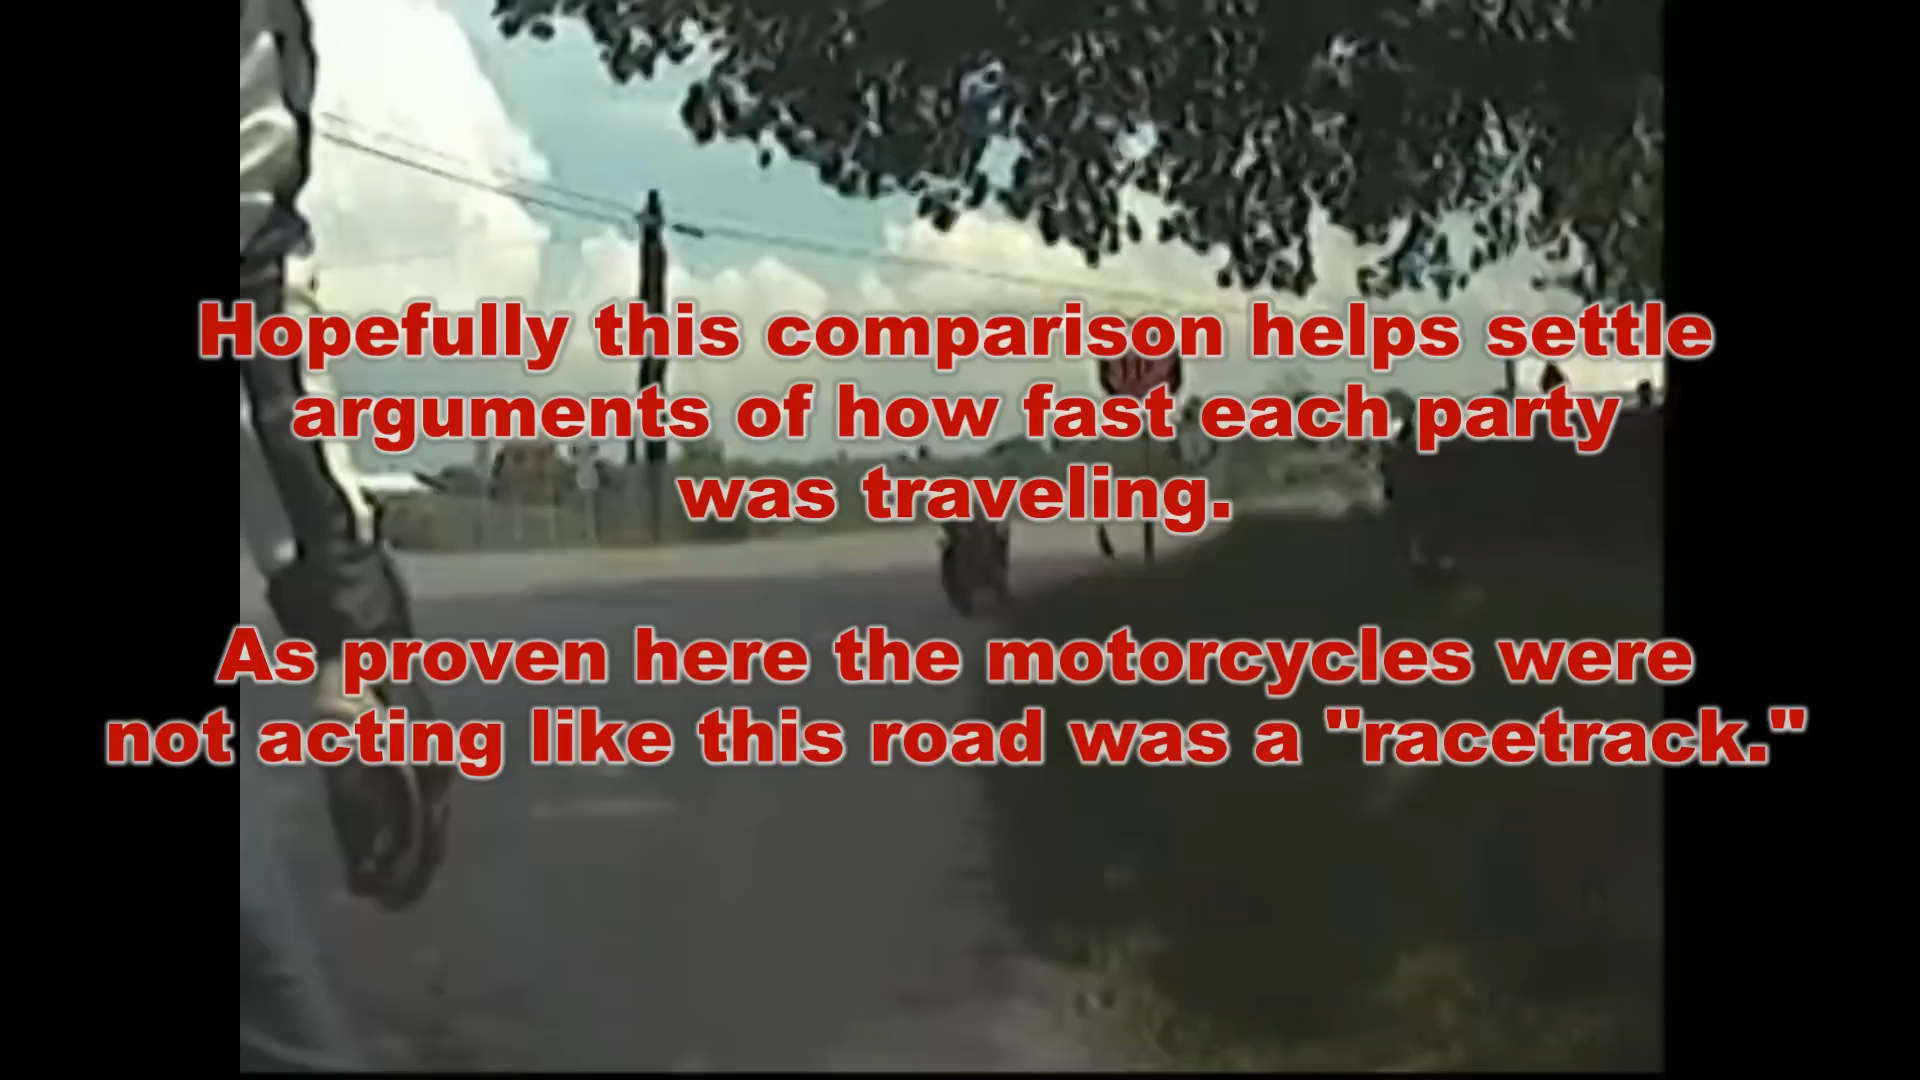 Hopefully this comparison helps settle
arguments of how fast each party
was traveling.
As proven here the motorcycles were
not acting like this road was a "racetrack."